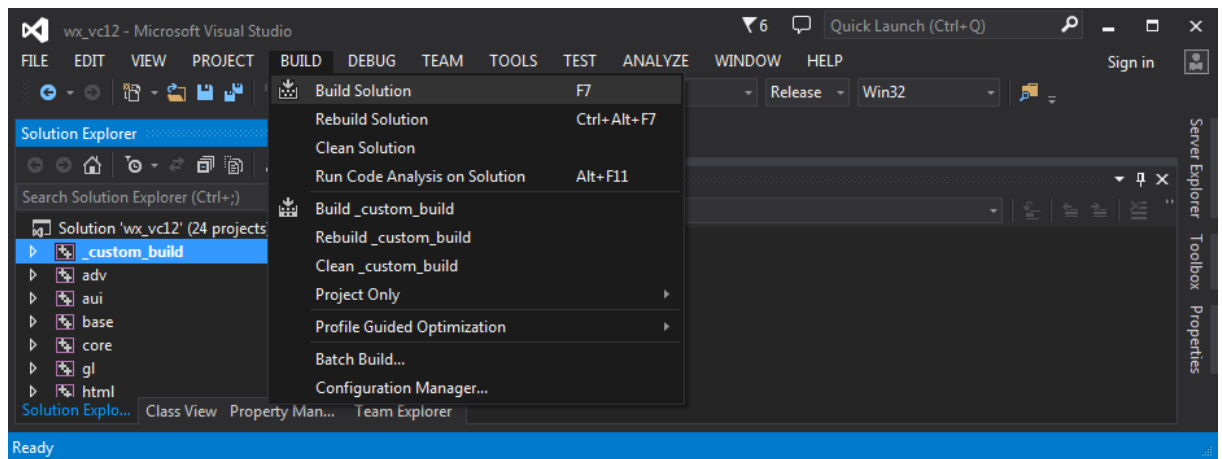 wx_vc12 - Microsoft Visual Studio
6
Quick Launch (Ctrl+Q)
FILE EDIT VIEW PROJECT BUILD DEBUG TEAM TOOLS TEST ANALYZE WINDOW HELP
Sign in
Build Solution F7
Release
Win32
Rebuild Solution Ctrl+Alt+F7
Clean Solution
Run Code Analysis on Solution Alt+F11
Build _custom_build
Rebuild _custom_build
Clean _custom_build
Project Only
Profile Guided Optimization
Batch Build...
Configuration Manager...
Solution Explorer
Search Solution Explorer (Ctrl+;)
Solution 'wx_vc12' (24 projects
_custom_build
adv
aui
base
core
gl
html
Solution Explo... Class View Property Man... Team Explorer
Server Explorer
Toolbox
Properties
Ready